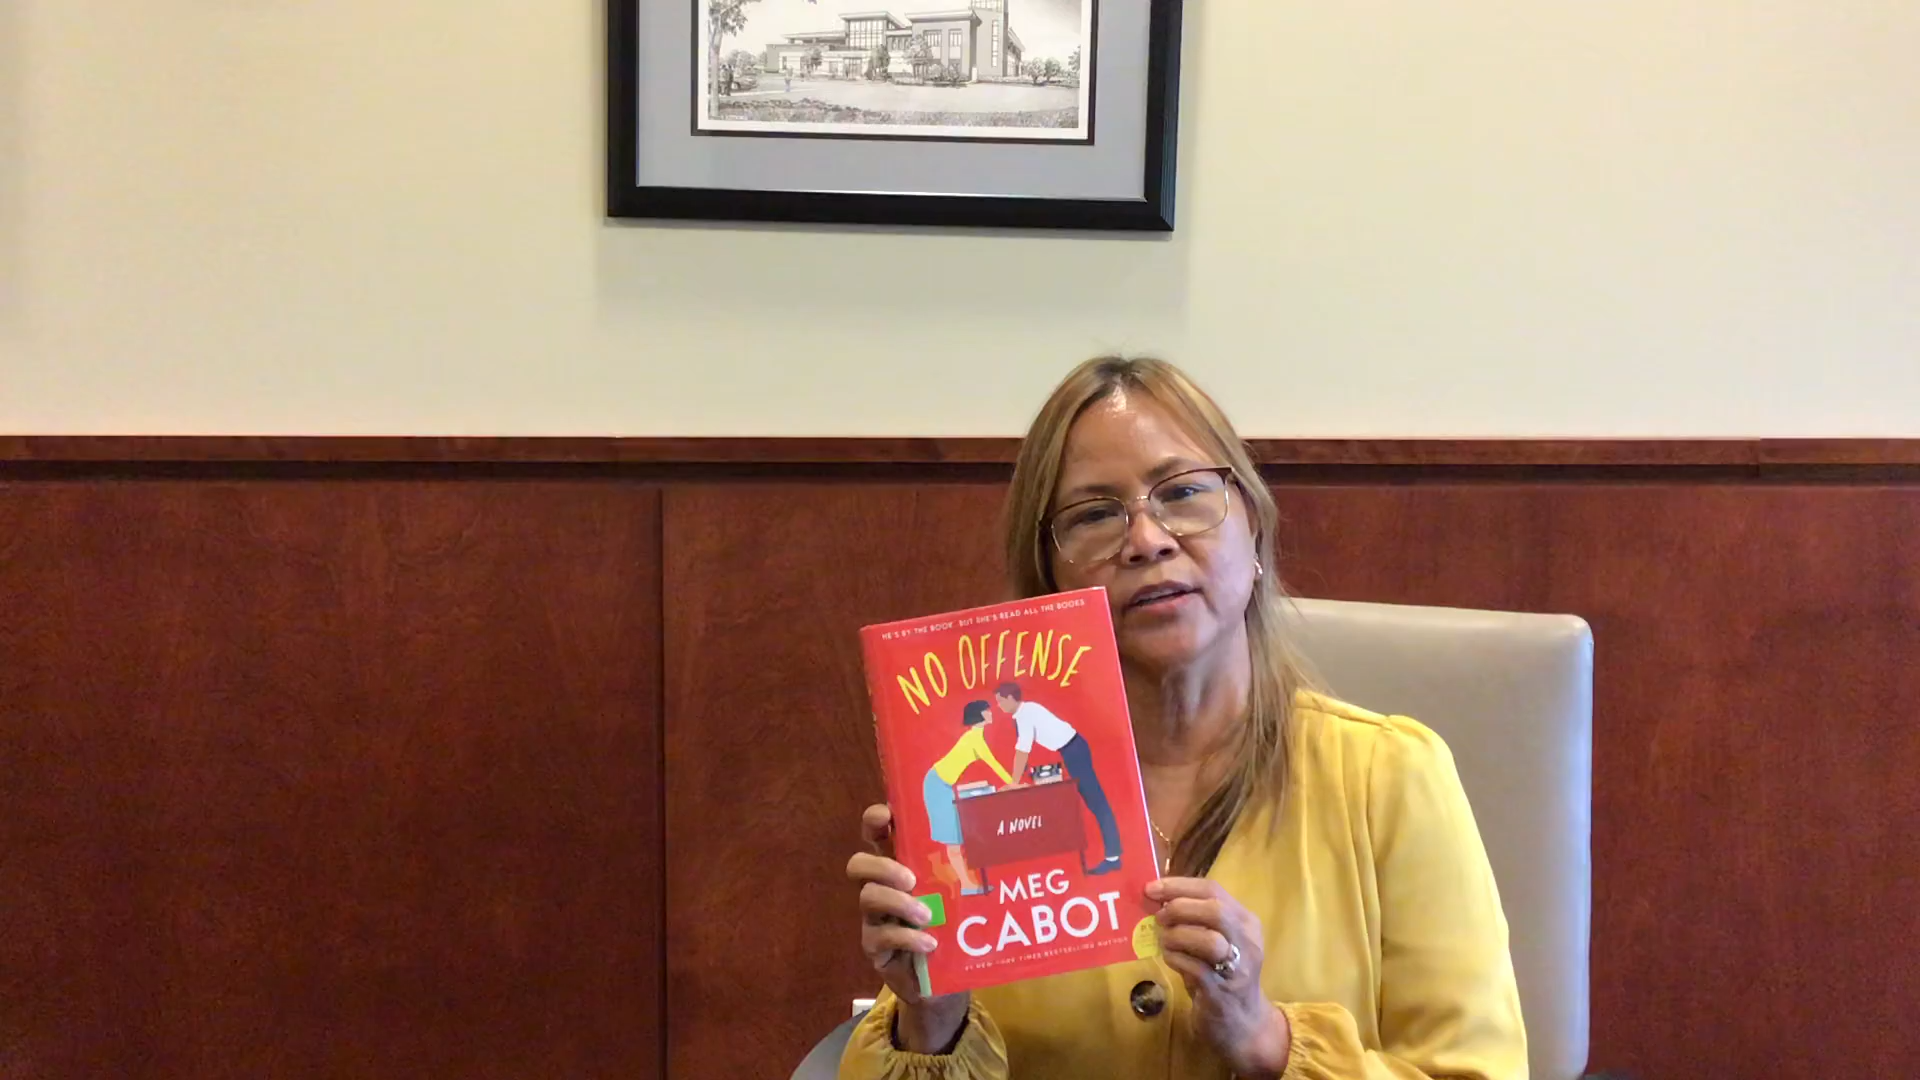 HE'S BY THE BOOK. BUT SHE'S READ ALL THE BOOKS
NO OFFENSE
A NOVEL
MEG
CABOT
#1 NEW YORK TIMES BESTSELLING AUTHOR